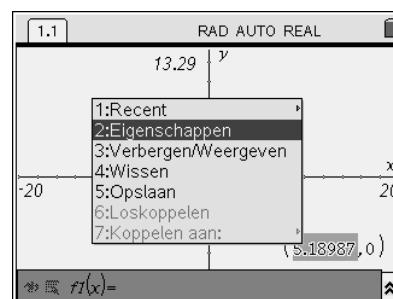 1.1 RAD AUTO REAL
13.29 y
1:Recent
2:Eigenschappen
3:Verbergen/Weergeven
4:Wissen
5:Opslaan
6:Loskoppelen
7:Koppelen aan:
x
-20 20
(5.18987,0)
f1(x)=